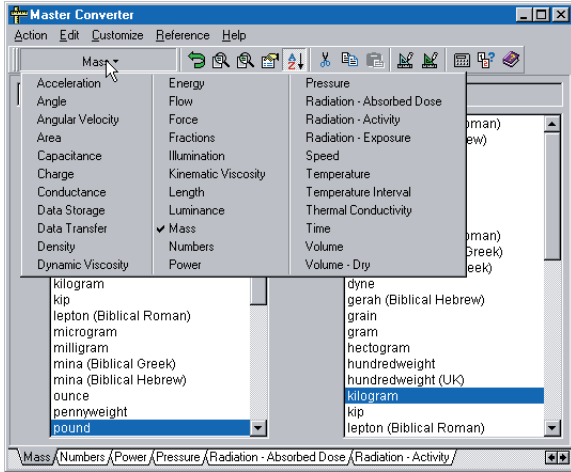 Master Converter
Action Edit Customize Reference Help
Mass
Acceleration Energy Pressure
Angle Flow Radiation - Absorbed Dose
Angular Velocity Force Radiation - Activity
Area Fractions Radiation - Exposure
Capacitance Illumination Speed
Charge Kinematic Viscosity Temperature
Conductance Length Temperature Interval
Data Storage Luminance Thermal Conductivity
Data Transfer Mass Time
Density Numbers Volume
Dynamic Viscosity Power Volume - Dry
kilogram
kip
lepton (Biblical Roman)
microgram
milligram
mina (Biblical Greek)
mina (Biblical Hebrew)
ounce
pennyweight
pound
dyne
gerah (Biblical Hebrew)
grain
gram
hectogram
hundredweight
hundredweight (UK)
kilogram
kip
lepton (Biblical Roman)
Mass Numbers Power Pressure Radiation - Absorbed Dose Radiation - Activity